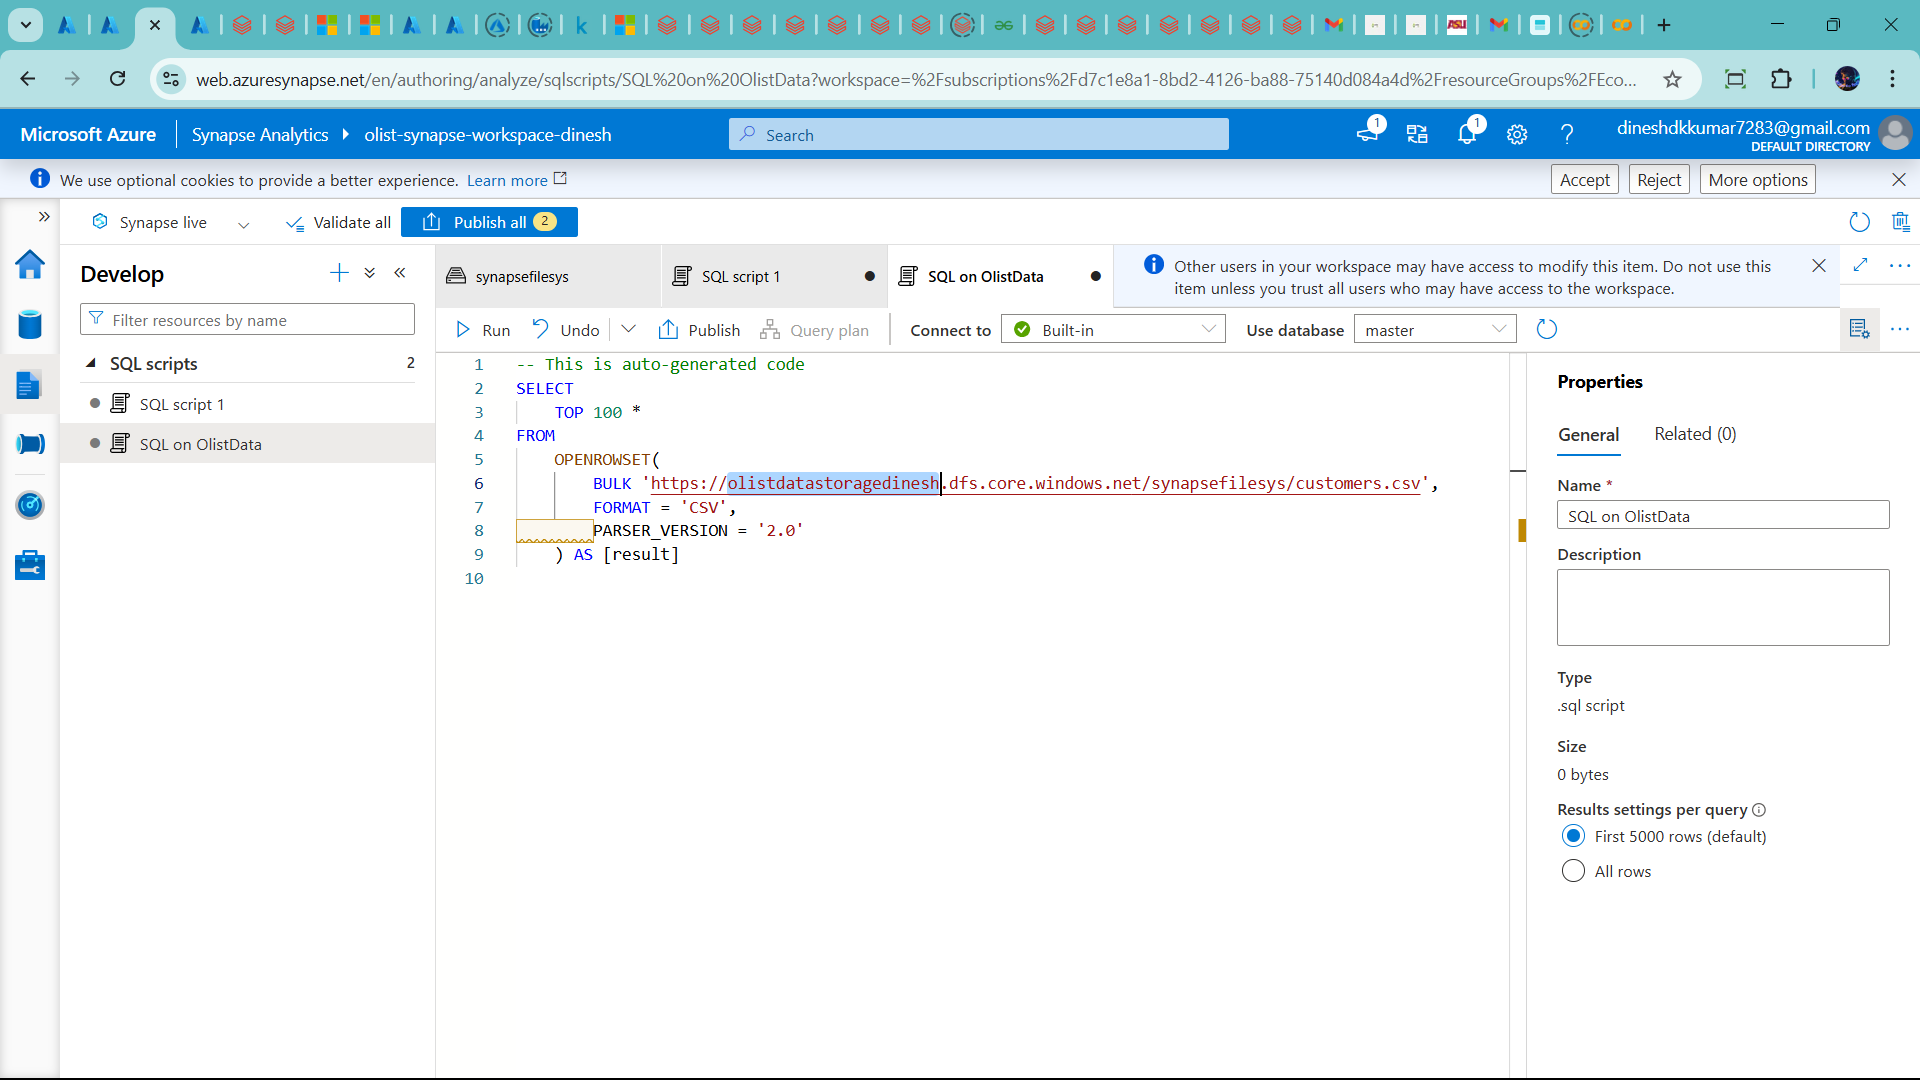 web.azuresynapse.net/en/authoring/analyze/sqlscripts/SQL%20on%20OlistData?workspace=%2Fsubscriptions%2Fd7c1e8a1-8bd2-4126-ba88-75140d084a4d%2FresourceGroups%2FEco...
Microsoft Azure
Synapse Analytics
olist-synapse-workspace-dinesh
Search
1
1
dineshdkkumar7283@gmail.com
DEFAULT DIRECTORY
We use optional cookies to provide a better experience. Learn more
Accept
Reject
More options
Synapse live
Validate all
Publish all 2
Develop
Filter resources by name
SQL scripts 2
SQL script 1
SQL on OlistData
synapsefilesys
SQL script 1
SQL on OlistData
Other users in your workspace may have access to modify this item. Do not use this
item unless you trust all users who may have access to the workspace.
Run
Undo
Publish
Query plan
Connect to
Built-in
Use database
master
1 -- This is auto-generated code
2 SELECT
3 TOP 100 *
4 FROM
5 OPENROWSET(
6 BULK 'https://olistdatastoragedinesh.dfs.core.windows.net/synapsefilesys/customers.csv',
7 FORMAT = 'CSV',
8 PARSER_VERSION = '2.0'
9 ) AS [result]
10
Properties
General
Related (0)
Name *
SQL on OlistData
Description
Type
.sql script
Size
0 bytes
Results settings per query
First 5000 rows (default)
All rows